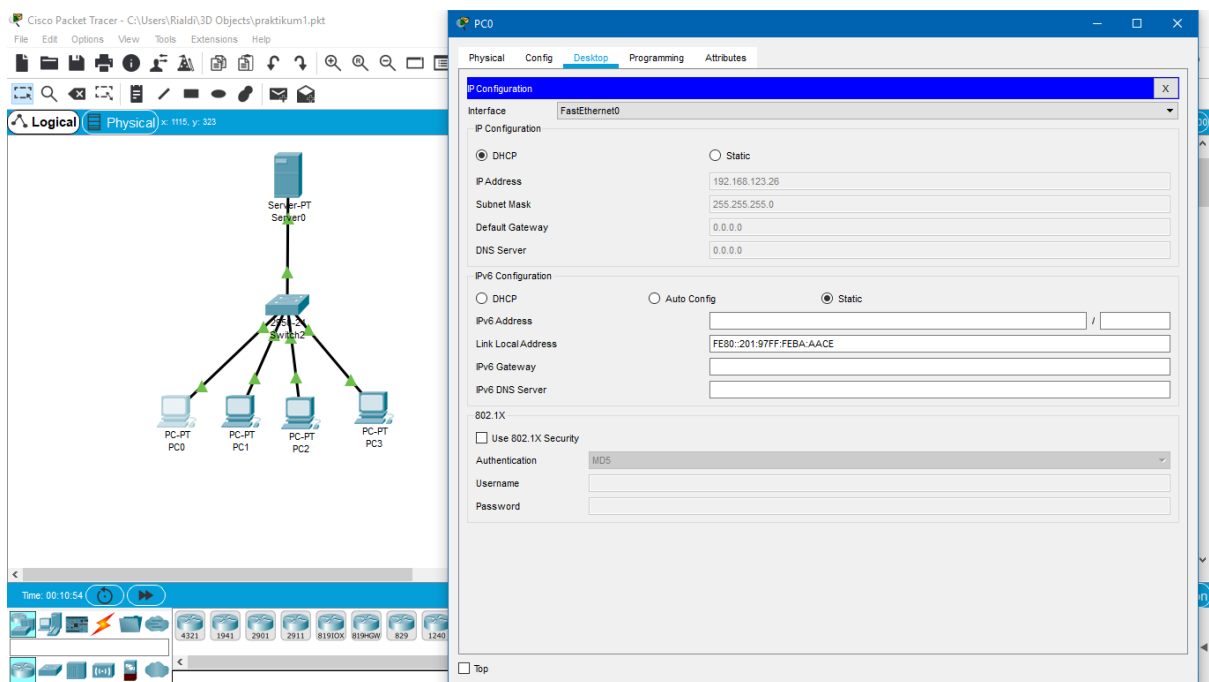 Cisco Packet Tracer - C:\Users\Rialdi\3D Objects\praktikum1.pkt
File Edit Options View Tools Extensions Help
Logical Physical x: 1115, y: 323
Server-PT
Server0
2950-24
Switch2
PC-PT
PC0
PC-PT
PC1
PC-PT
PC2
PC-PT
PC3
Time: 00:10:54
4321 1941 2901 2911 819IOX 819HGW 829 1240
PC0
Physical Config Desktop Programming Attributes
IP Configuration X
Interface FastEthernet0
IP Configuration
DHCP Static
IP Address 192.168.123.26
Subnet Mask 255.255.255.0
Default Gateway 0.0.0.0
DNS Server 0.0.0.0
IPv6 Configuration
DHCP Auto Config Static
IPv6 Address /
Link Local Address FE80::201:97FF:FEBA:AACE
IPv6 Gateway
IPv6 DNS Server
802.1X
Use 802.1X Security
Authentication MD5
Username
Password
Top